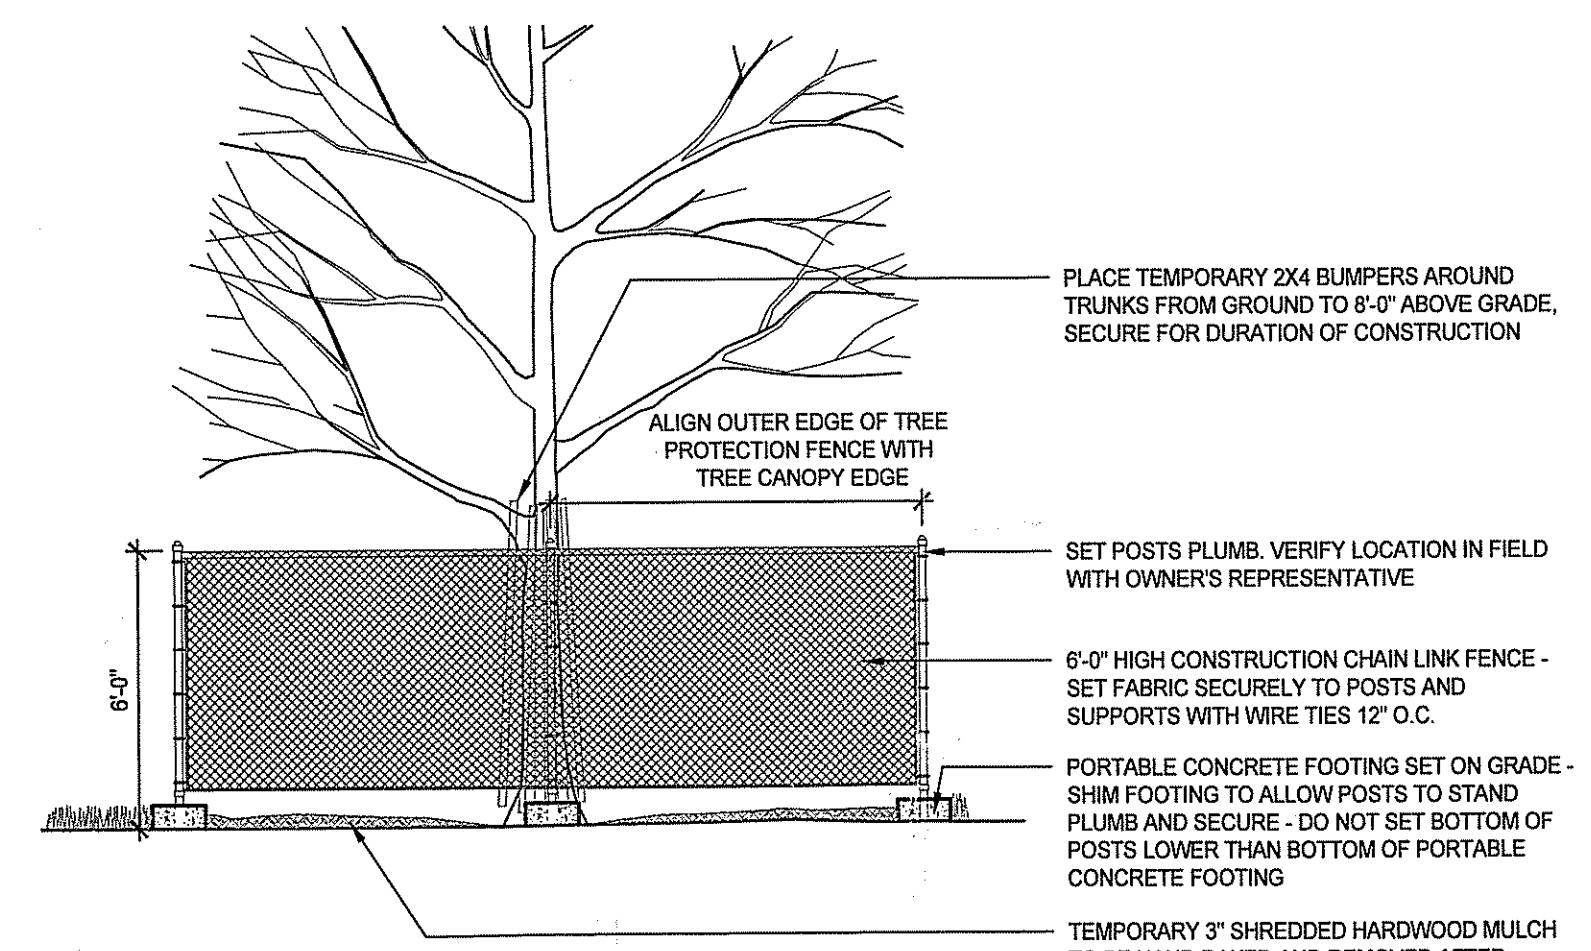 PLACE TEMPORARY 2X4 BUMPERS AROUND
TRUNKS FROM GROUND TO 8'-0" ABOVE GRADE,
SECURE FOR DURATION OF CONSTRUCTION
ALIGN OUTER EDGE OF TREE
PROTECTION FENCE WITH
TREE CANOPY EDGE
SET POSTS PLUMB. VERIFY LOCATION IN FIELD
WITH OWNER'S REPRESENTATIVE
6'-0"
6'-0" HIGH CONSTRUCTION CHAIN LINK FENCE -
SET FABRIC SECURELY TO POSTS AND
SUPPORTS WITH WIRE TIES 12" O.C.
PORTABLE CONCRETE FOOTING SET ON GRADE -
SHIM FOOTING TO ALLOW POSTS TO STAND
PLUMB AND SECURE - DO NOT SET BOTTOM OF
POSTS LOWER THAN BOTTOM OF PORTABLE
CONCRETE FOOTING
TEMPORARY 3" SHREDDED HARDWOOD MULCH